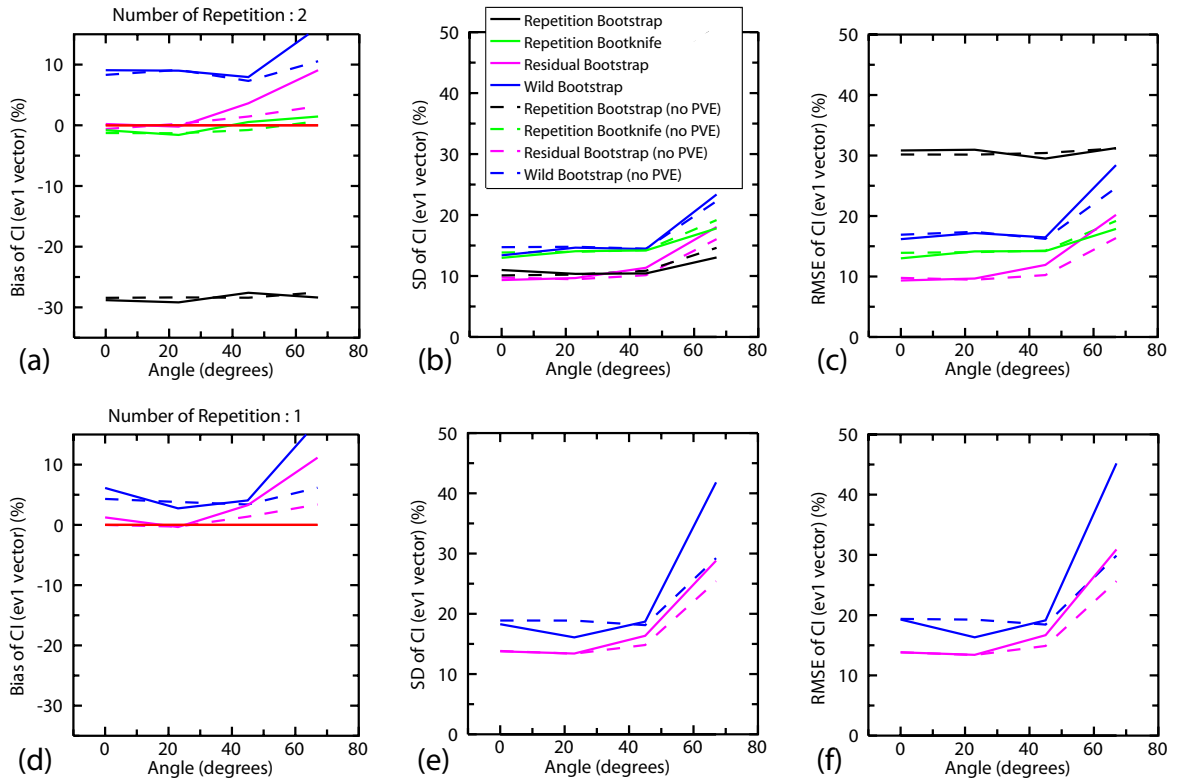 Number of Repetition : 2
Bias of CI (ev1 vector) (%)
10
0
-10
-20
-30
0 20 40 60 80
Angle (degrees)
(a)
SD of CI (ev1 vector) (%)
50
40
30
20
10
0
Repetition Bootstrap
Repetition Bootknife
Residual Bootstrap
Wild Bootstrap
Repetition Bootstrap (no PVE)
Repetition Bootknife (no PVE)
Residual Bootstrap (no PVE)
Wild Bootstrap (no PVE)
0 20 40 60 80
Angle (degrees)
(b)
RMSE of CI (ev1 vector) (%)
50
40
30
20
10
0
0 20 40 60 80
Angle (degrees)
(c)
Number of Repetition : 1
Bias of CI (ev1 vector) (%)
10
0
-10
-20
-30
0 20 40 60 80
Angle (degrees)
(d)
SD of CI (ev1 vector) (%)
50
40
30
20
10
0
0 20 40 60 80
Angle (degrees)
(e)
RMSE of CI (ev1 vector) (%)
50
40
30
20
10
0
0 20 40 60 80
Angle (degrees)
(f)